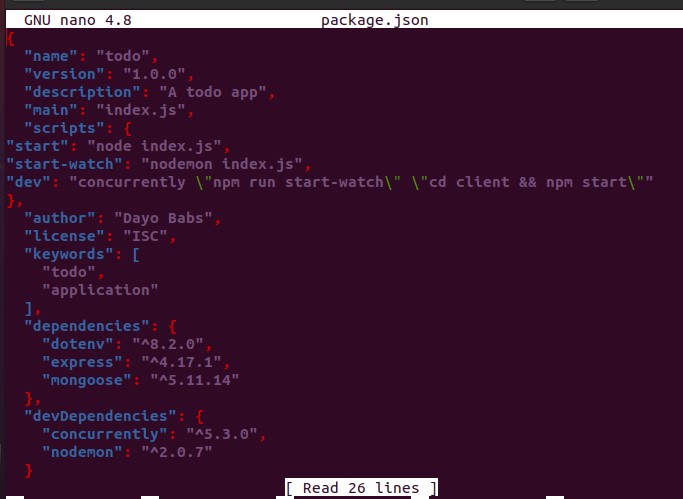 GNU nano 4.8 package.json
{
  "name": "todo",
  "version": "1.0.0",
  "description": "A todo app",
  "main": "index.js",
  "scripts": {
"start": "node index.js",
"start-watch": "nodemon index.js",
"dev": "concurrently \"npm run start-watch\" \"cd client && npm start\""
},
  "author": "Dayo Babs",
  "license": "ISC",
  "keywords": [
    "todo",
    "application"
  ],
  "dependencies": {
    "dotenv": "^8.2.0",
    "express": "^4.17.1",
    "mongoose": "^5.11.14"
  },
  "devDependencies": {
    "concurrently": "^5.3.0",
    "nodemon": "^2.0.7"
  }
[ Read 26 lines ]